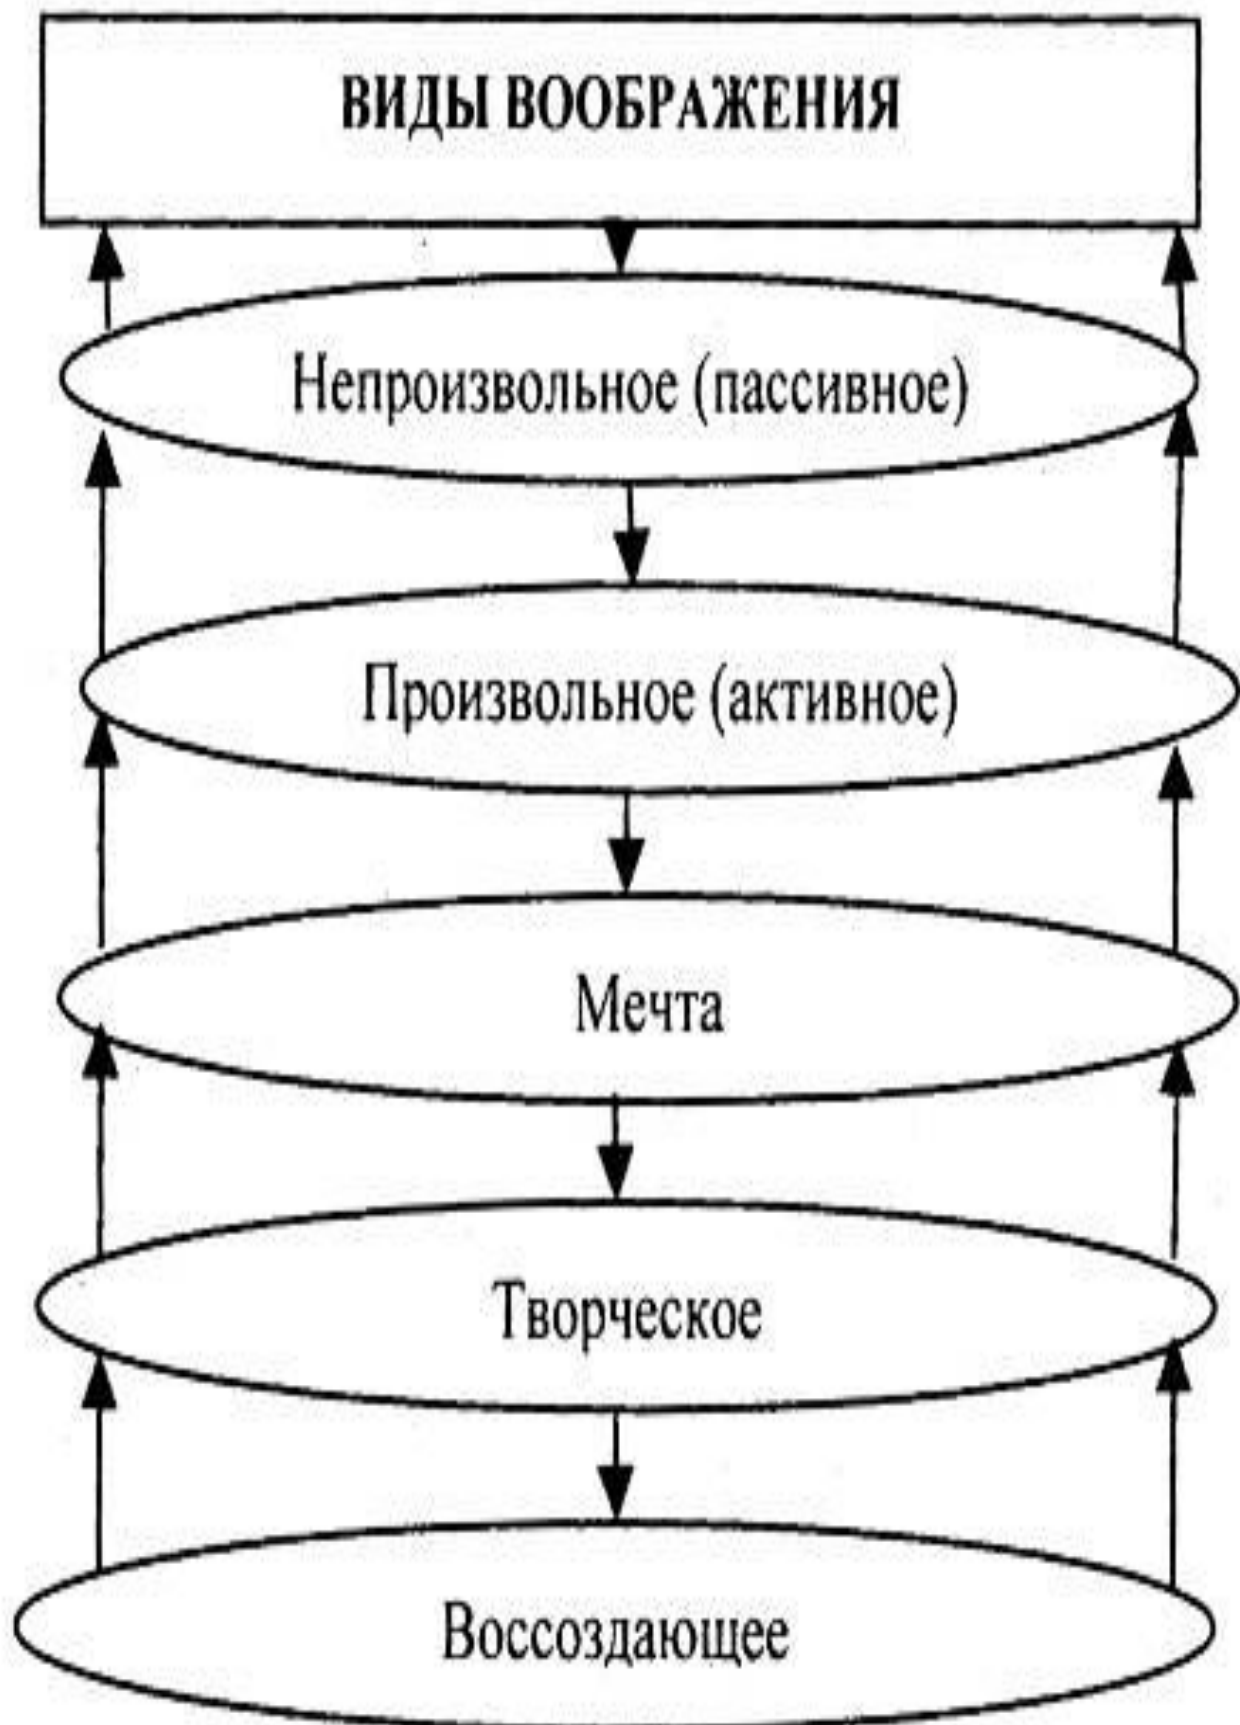 ВИДЫ ВООБРАЖЕНИЯ
Непроизвольное (пассивное)
Произвольное (активное)
Мечта
Творческое
Воссоздающее